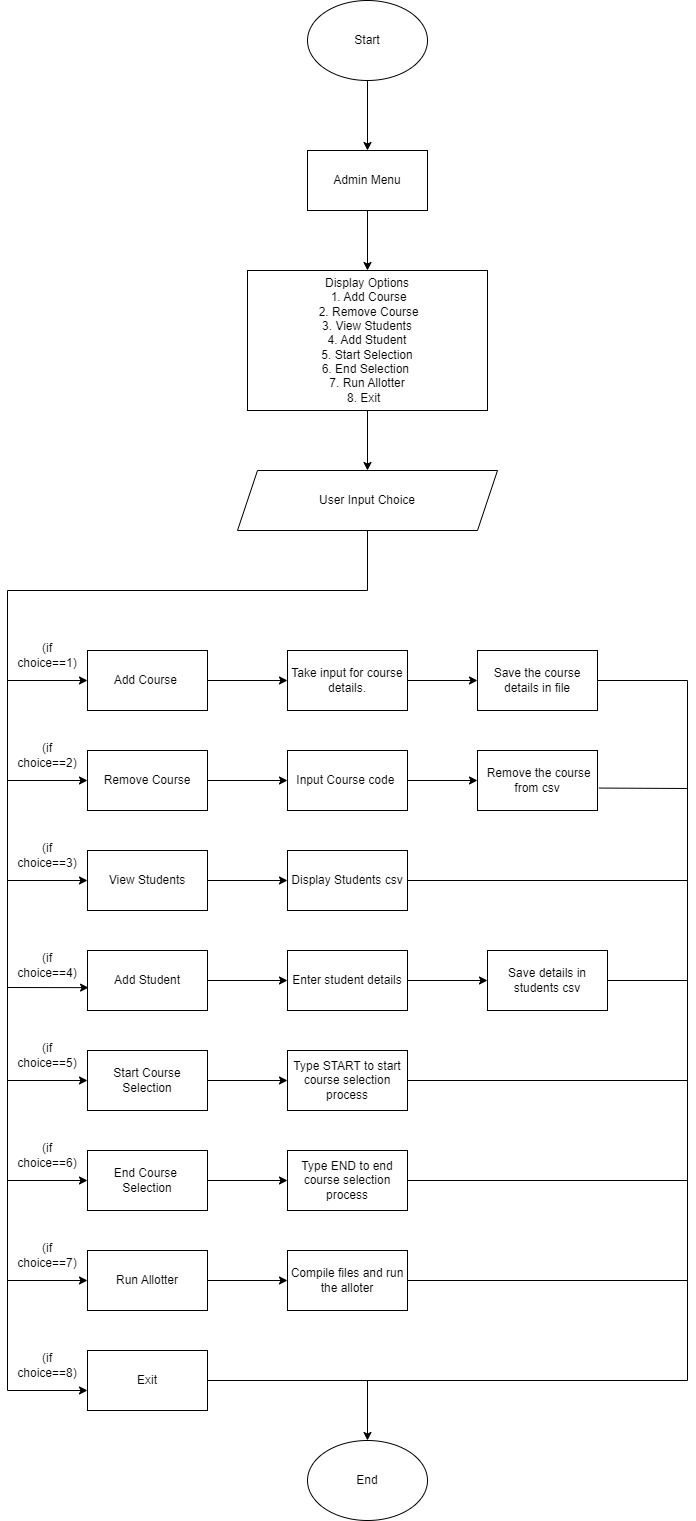 Start
Admin Menu
Display Options
1. Add Course
2. Remove Course
3. View Students
4. Add Student
5. Start Selection
6. End Selection
7. Run Allotter
8. Exit
User Input Choice
(if
choice==1)
Add Course
Take input for course
details.
Save the course
details in file
(if
choice==2)
Remove Course
Input Course code
Remove the course
from csv
(if
choice==3)
View Students
Display Students csv
(if
choice==4)
Add Student
Enter student details
Save details in
students csv
(if
choice==5)
Start Course
Selection
Type START to start
course selection
process
(if
choice==6)
End Course
Selection
Type END to end
course selection
process
(if
choice==7)
Run Allotter
Compile files and run
the alloter
(if
choice==8)
Exit
End